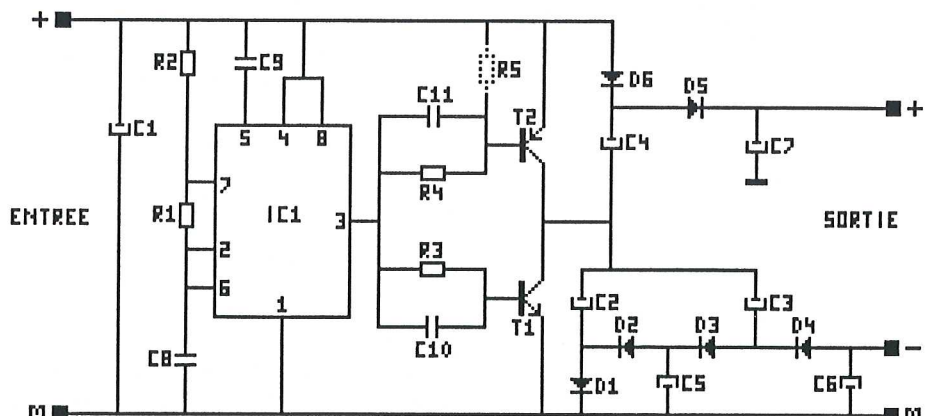 +
R2
C9
R5
D6
D5
+
C11
T2
C1
5 4 8
C4
C7
7
R4
ENTREE
R1
IC1
3
SORTIE
2
R3
6
C2
C3
1
T1
D2
D3
D4
-
C10
C8
D1
C5
C6
M
M